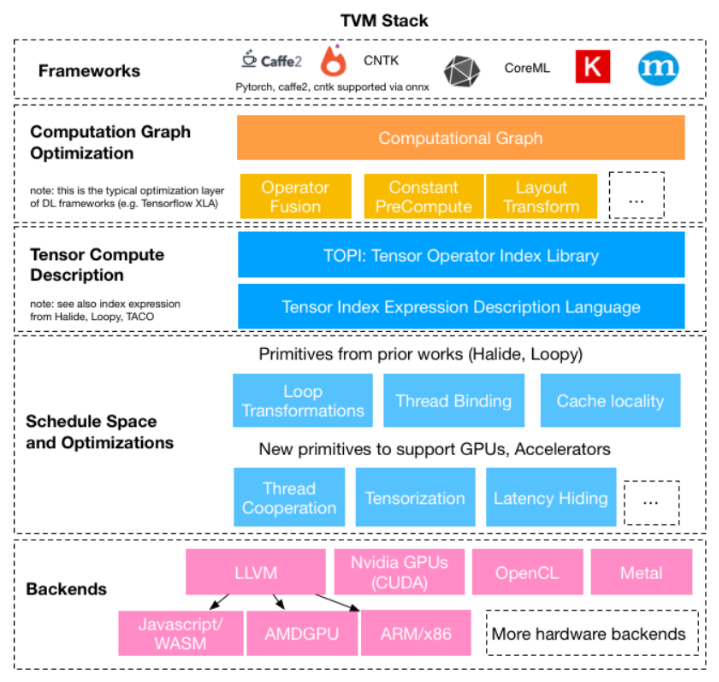 TVM Stack
Frameworks
Caffe2
CNTK
CoreML
K
m
Pytorch, caffe2, cntk supported via onnx
Computation Graph
Optimization
note: this is the typical optimization layer
of DL frameworks (e.g. Tensorflow XLA)
Computational Graph
Operator
Fusion
Constant
PreCompute
Layout
Transform
...
Tensor Compute
Description
note: see also index expression
from Halide, Loopy, TACO
TOPI: Tensor Operator Index Library
Tensor Index Expression Description Language
Schedule Space
and Optimizations
Primitives from prior works (Halide, Loopy)
Loop
Transformations
Thread Binding
Cache locality
New primitives to support GPUs, Accelerators
Thread
Cooperation
Tensorization
Latency Hiding
...
Backends
LLVM
Nvidia GPUs
(CUDA)
OpenCL
Metal
Javascript/
WASM
AMDGPU
ARM/x86
More hardware backends